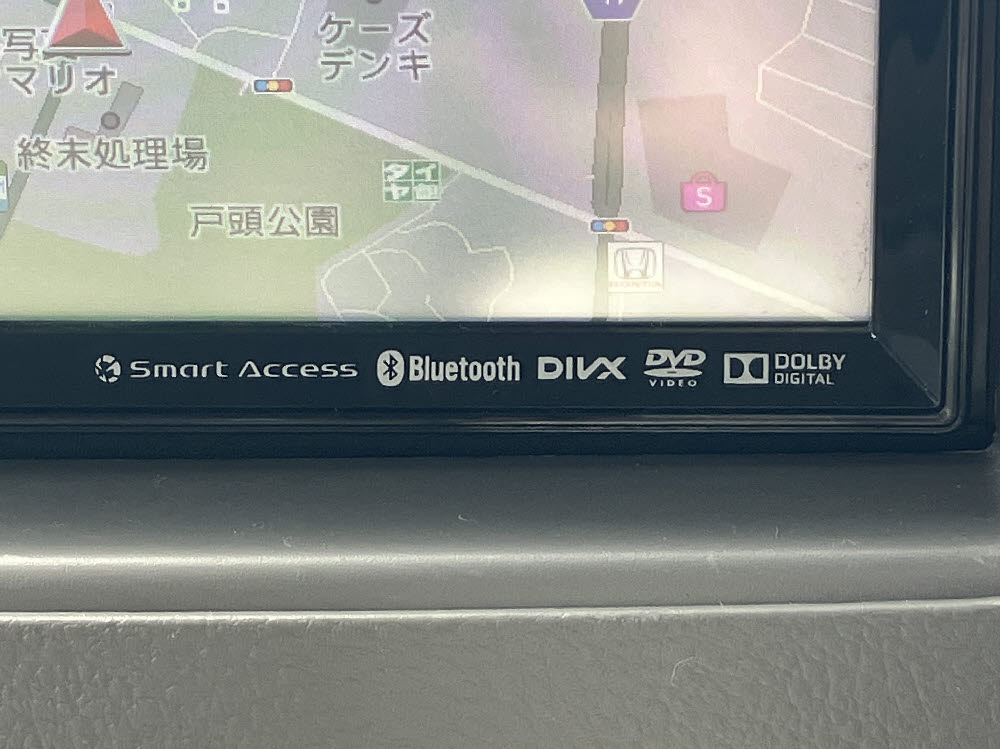 ケーズ
デンキ
写
マリオ
終末処理場
タイ
ヤ館
戸頭公園
S
HONDA
Smart Access Bluetooth DIVX DVD VIDEO DOLBY DIGITAL